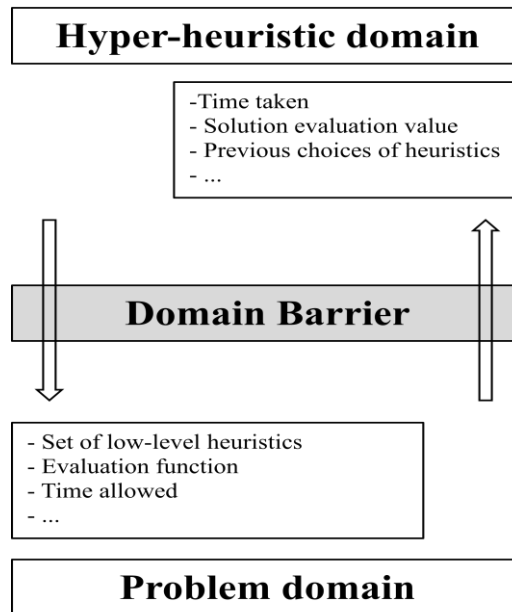 Hyper-heuristic domain
-Time taken
- Solution evaluation value
- Previous choices of heuristics
- ...
Domain Barrier
- Set of low-level heuristics
- Evaluation function
- Time allowed
- ...
Problem domain